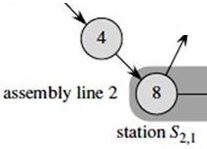 4
assembly line 2 8
station S2,1